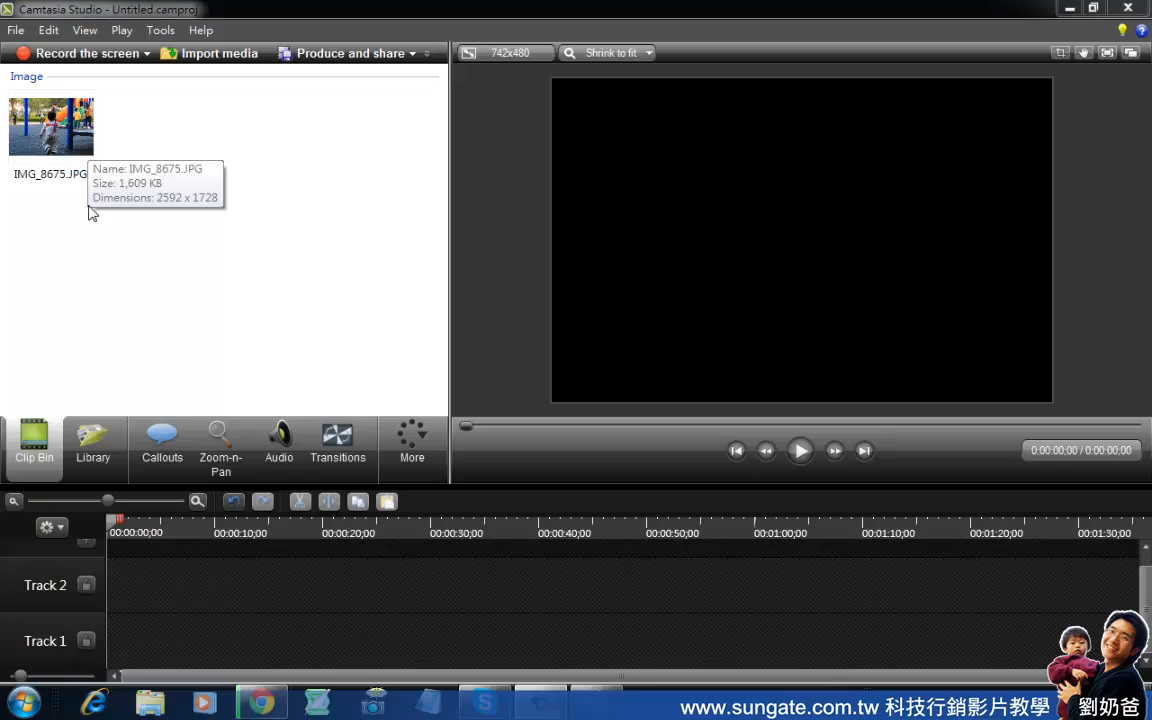 Camtasia Studio - Untitled.camproj
File Edit View Play Tools Help
Record the screen Import media Produce and share
742x480 Shrink to fit
Image
IMG_8675.JPG
Name: IMG_8675.JPG
Size: 1,609 KB
Dimensions: 2592 x 1728
Clip Bin Library Callouts Zoom-n-Pan Audio Transitions More
0:00:00;00 / 0:00:00;00
00:00:00;00 00:00:10;00 00:00:20;00 00:00:30;00 00:00:40;00 00:00:50;00 00:01:00;00 00:01:10;00 00:01:20;00 00:01:30;00
Track 2
Track 1
www.sungate.com.tw 科技行銷影片教學 劉奶爸